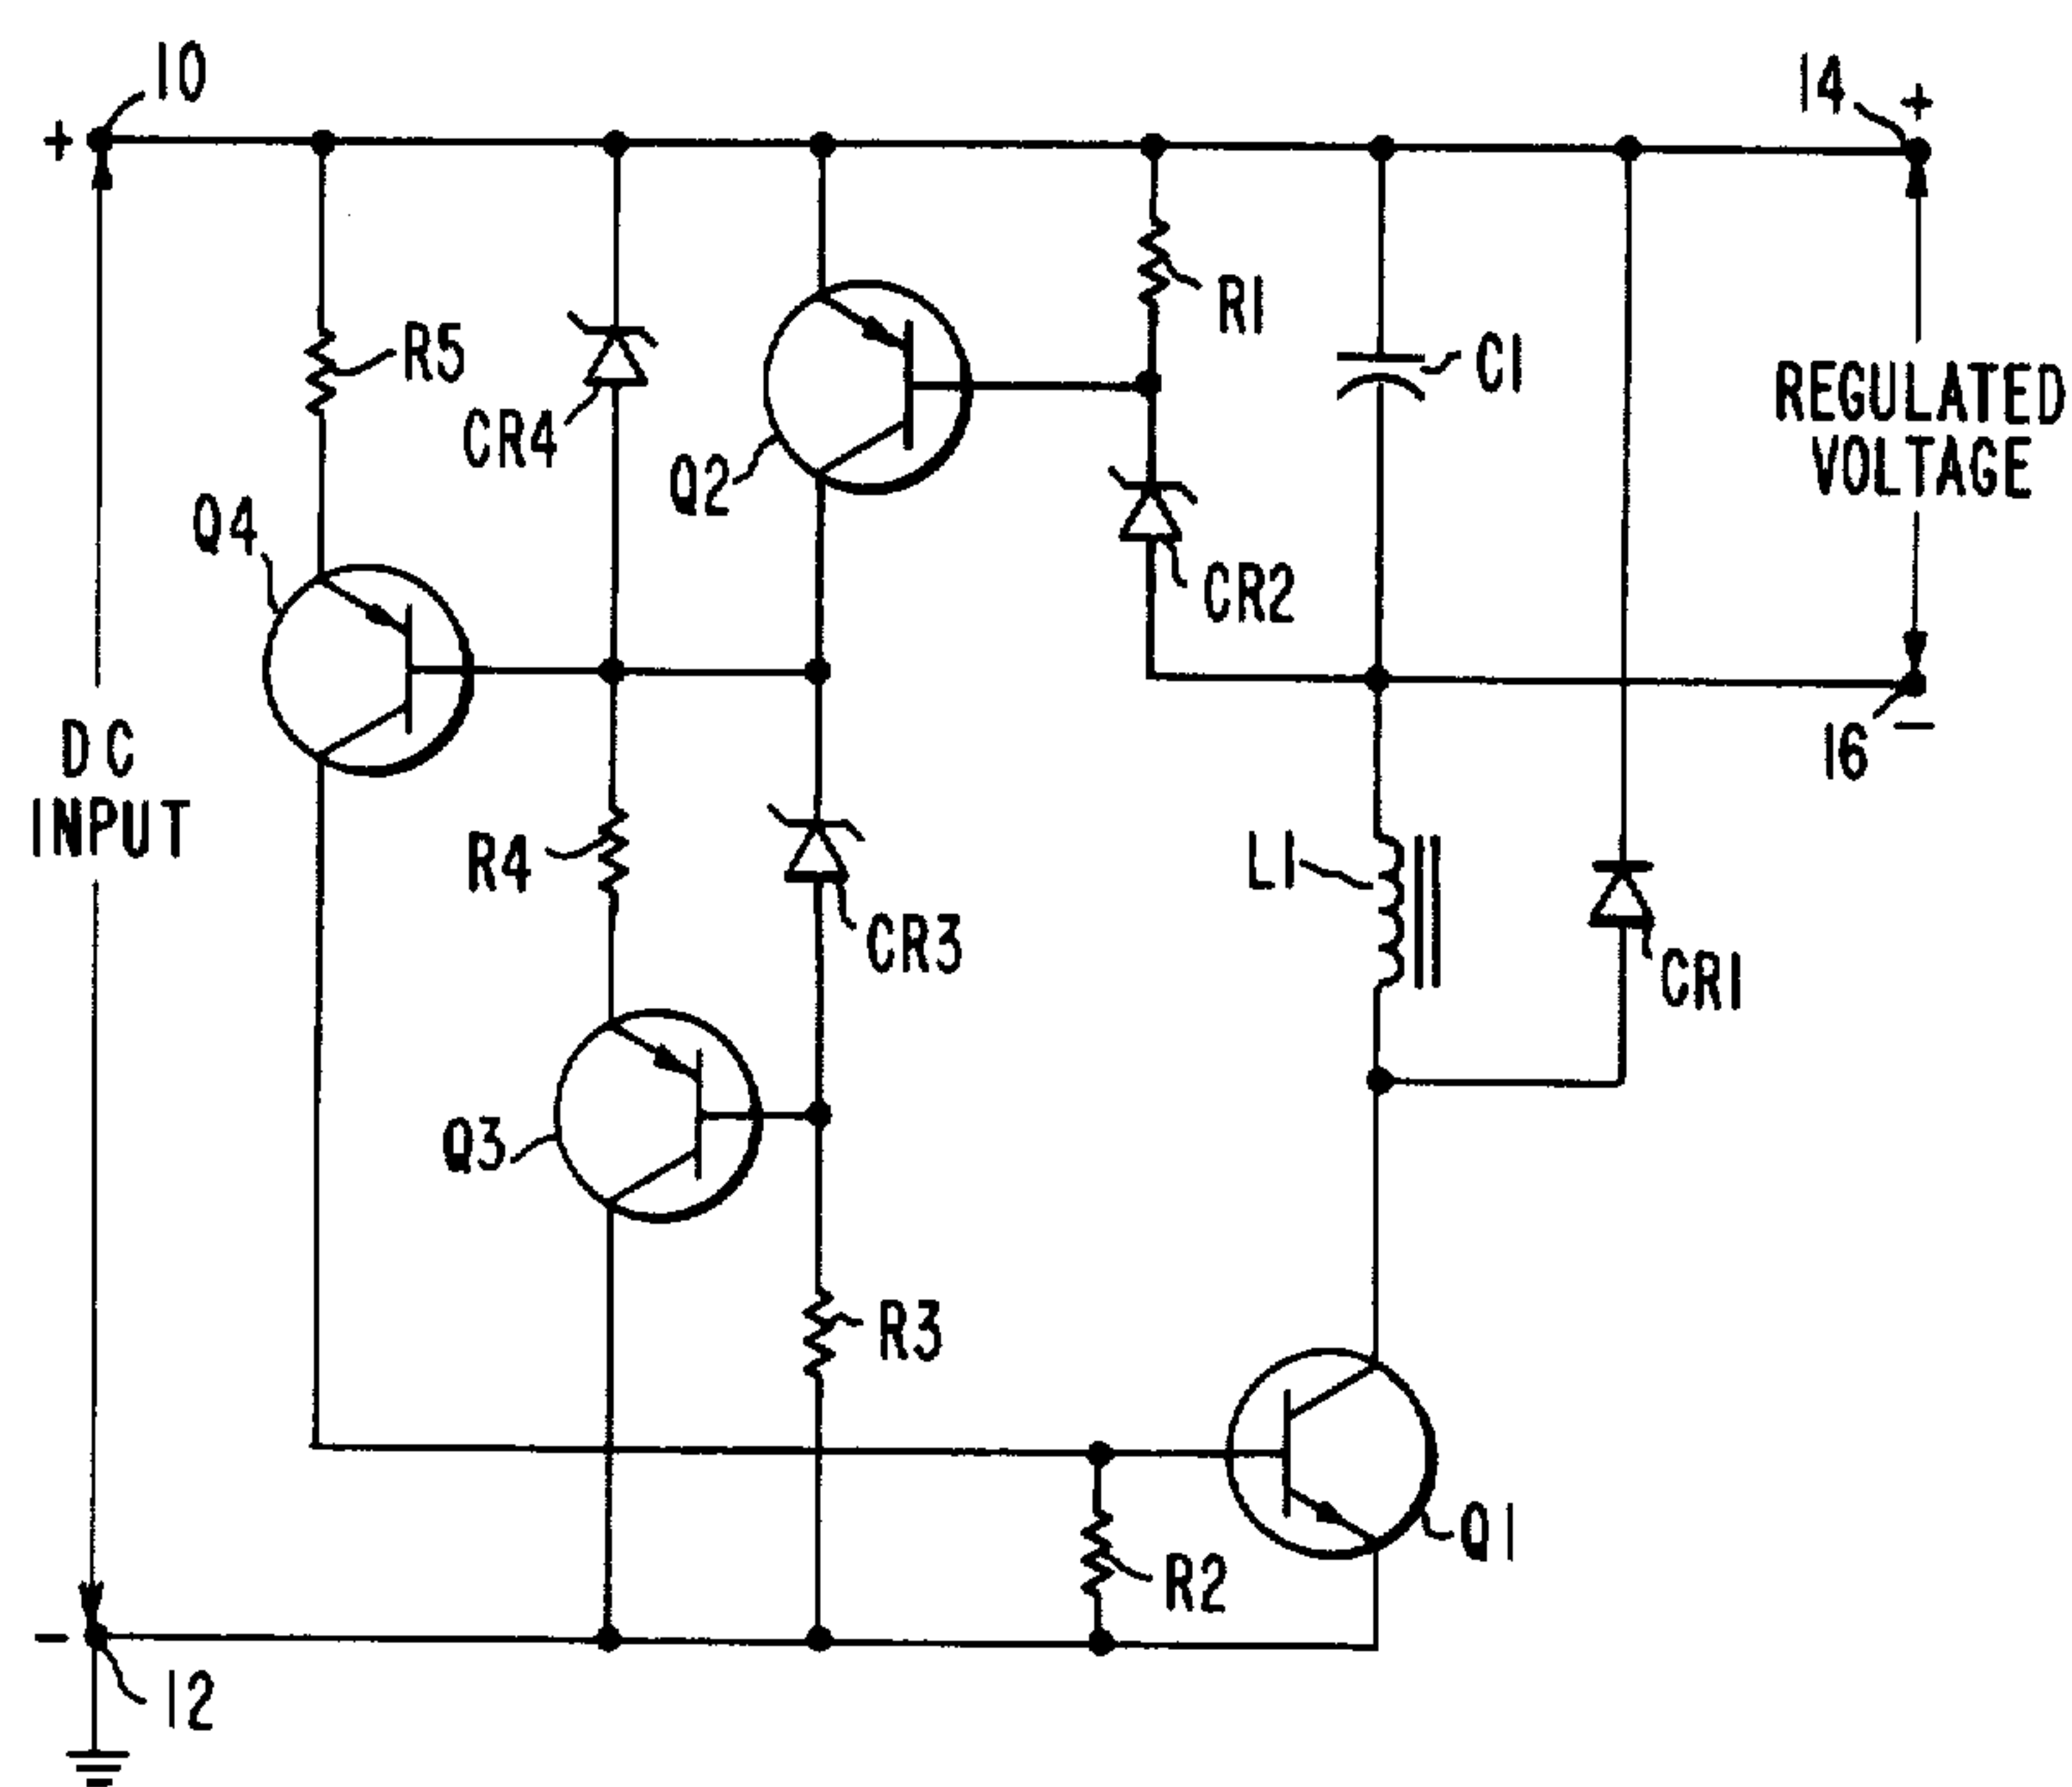 10
14
+
+
R1
C1
R5
CR4
REGULATED
VOLTAGE
Q2
Q4
CR2
DC
INPUT
16
-
R4
L1
CR3
CR1
Q3
R3
Q1
R2
-
12